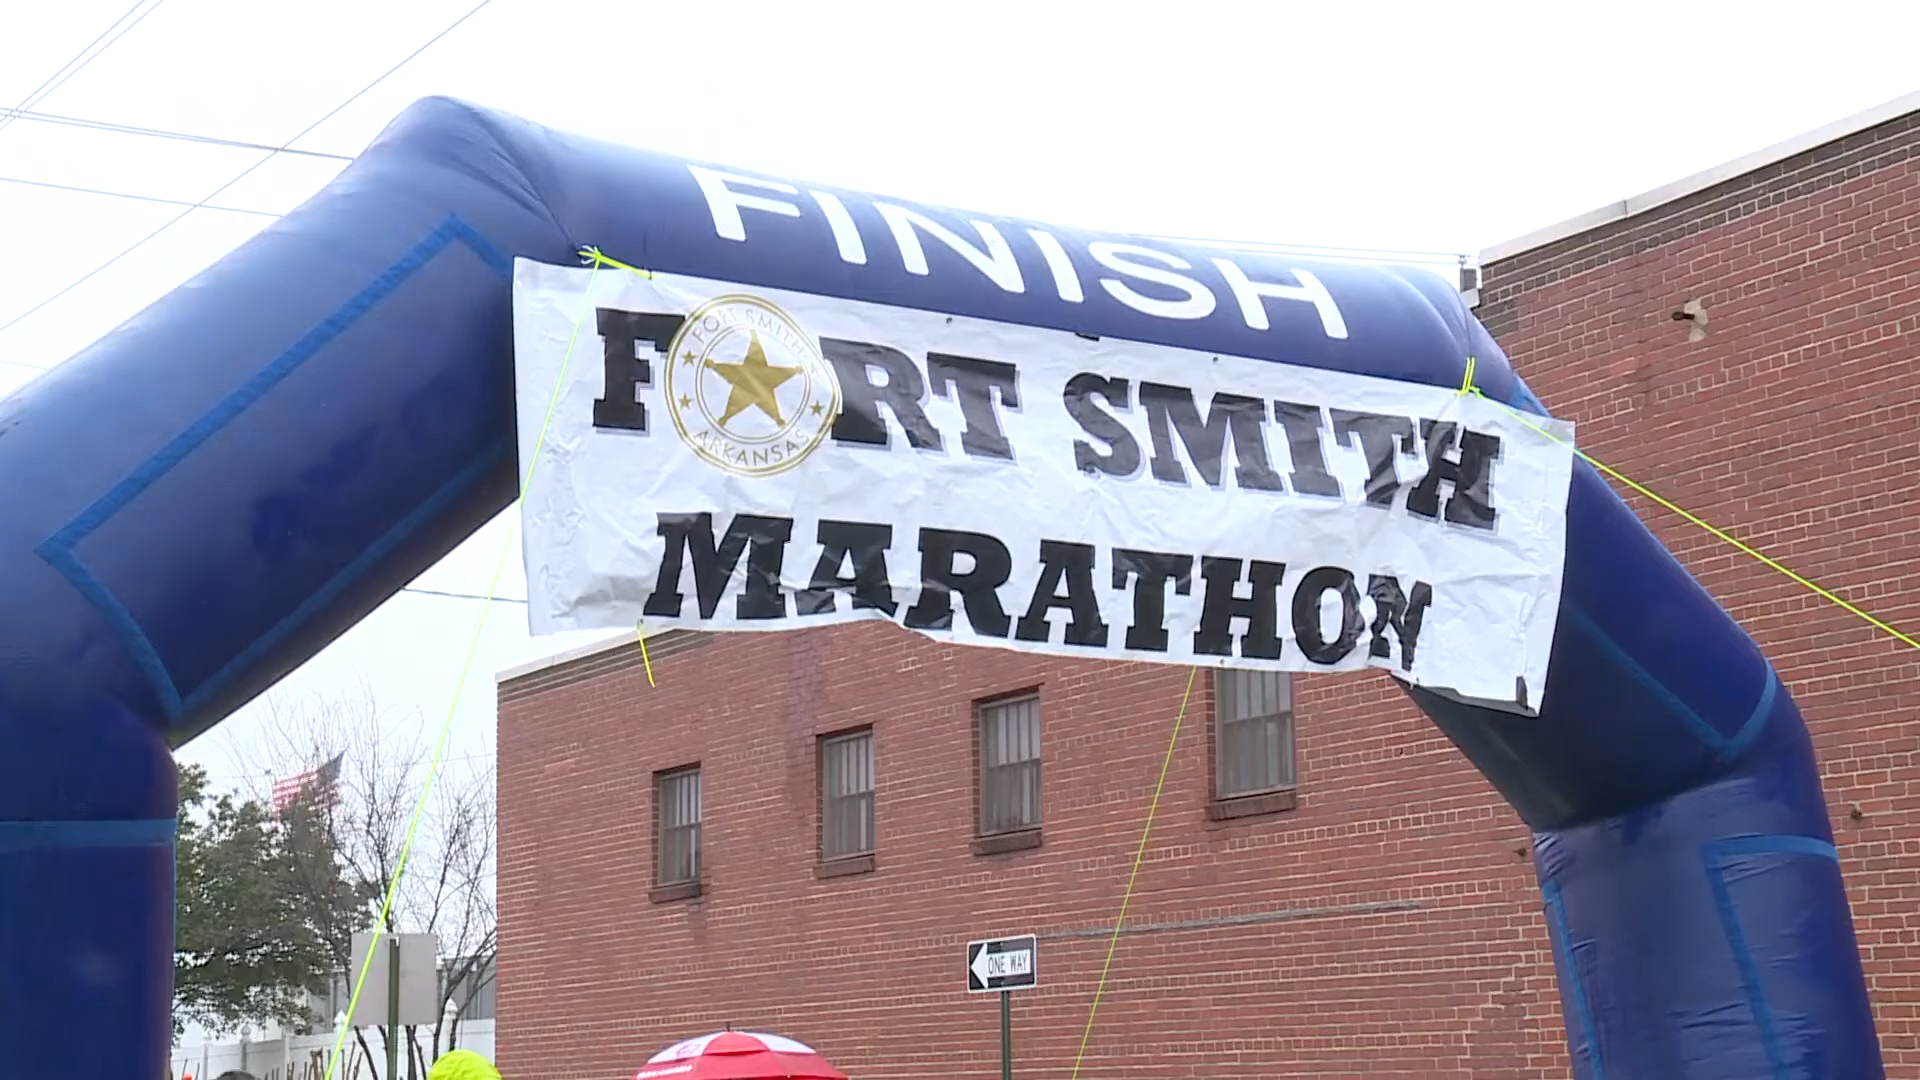 FINISH
FORT SMITH
FORT SMITH
ARKANSAS
MARATHON
ONE WAY